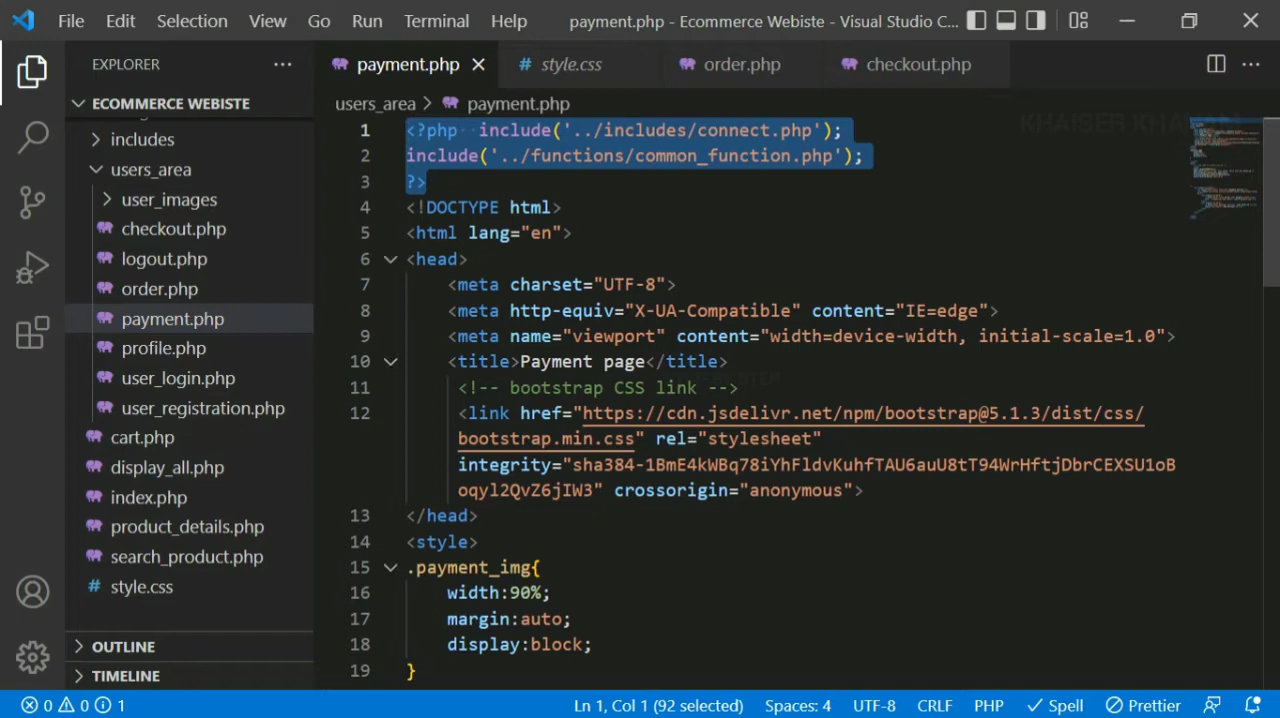 File Edit Selection View Go Run Terminal Help payment.php - Ecommerce Webiste - Visual Studio C...
EXPLORER
ECOMMERCE WEBISTE
includes
users_area
user_images
checkout.php
logout.php
order.php
payment.php
profile.php
user_login.php
user_registration.php
cart.php
display_all.php
index.php
product_details.php
search_product.php
# style.css
OUTLINE
TIMELINE
payment.php # style.css order.php checkout.php
users_area > payment.php
1 <?php include('../includes/connect.php');
2 include('../functions/common_function.php');
3 ?>
4 <!DOCTYPE html>
5 <html lang="en">
6 <head>
7 <meta charset="UTF-8">
8 <meta http-equiv="X-UA-Compatible" content="IE=edge">
9 <meta name="viewport" content="width=device-width, initial-scale=1.0">
10 <title>Payment page</title>
11 <!-- bootstrap CSS link -->
12 <link href="https://cdn.jsdelivr.net/npm/bootstrap@5.1.3/dist/css/
bootstrap.min.css" rel="stylesheet"
integrity="sha384-1BmE4kWBq78iYhFldvKuhfTAU6auU8tT94WrHftjDbrCEXSU1oB
oqyl2QvZ6jIW3" crossorigin="anonymous">
13 </head>
14 <style>
15 .payment_img{
16 width:90%;
17 margin:auto;
18 display:block;
19 }
0 0 1 Ln 1, Col 1 (92 selected) Spaces: 4 UTF-8 CRLF PHP Spell Prettier